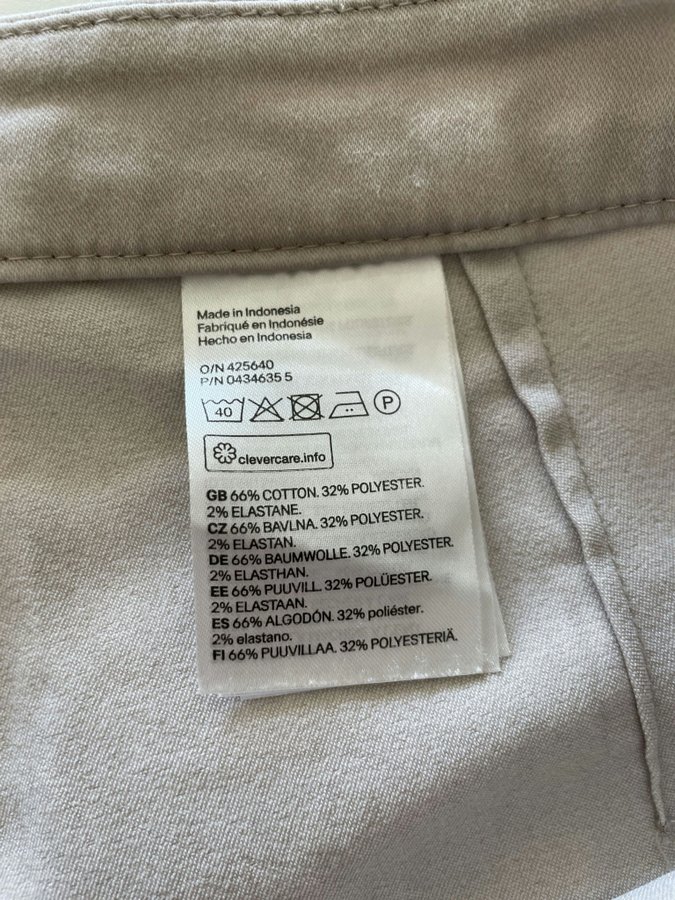 Made in Indonesia
Fabriqué en Indonésie
Hecho en Indonesia
O/N 425640
P/N 0434635 5
40 P
clevercare.info
GB 66% COTTON. 32% POLYESTER.
2% ELASTANE.
CZ 66% BAVLNA. 32% POLYESTER.
2% ELASTAN.
DE 66% BAUMWOLLE. 32% POLYESTER.
2% ELASTHAN.
EE 66% PUUVILL. 32% POLÜESTER.
2% ELASTAAN.
ES 66% ALGODÓN. 32% poliéster.
2% elastano.
FI 66% PUUVILLAA. 32% POLYESTERIÄ.